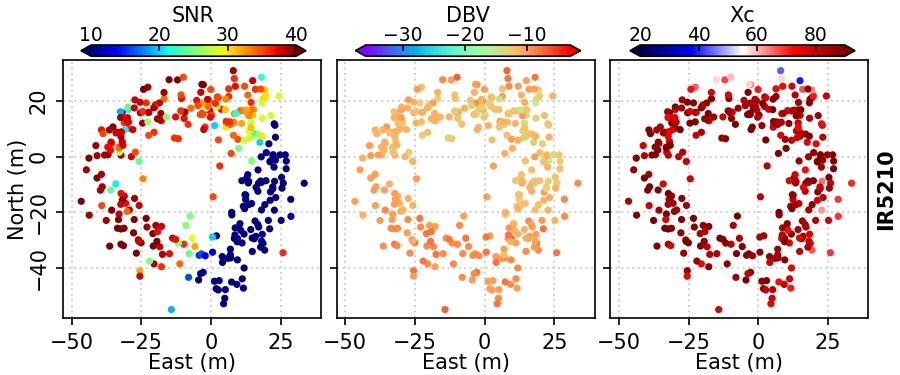 SNR DBV Xc
10 20 30 40 −30 −20 −10 20 40 60 80
20
0
−20
−40
North (m)
IR5210
−50 −25 0 25 −50 −25 0 25 −50 −25 0 25
East (m) East (m) East (m)